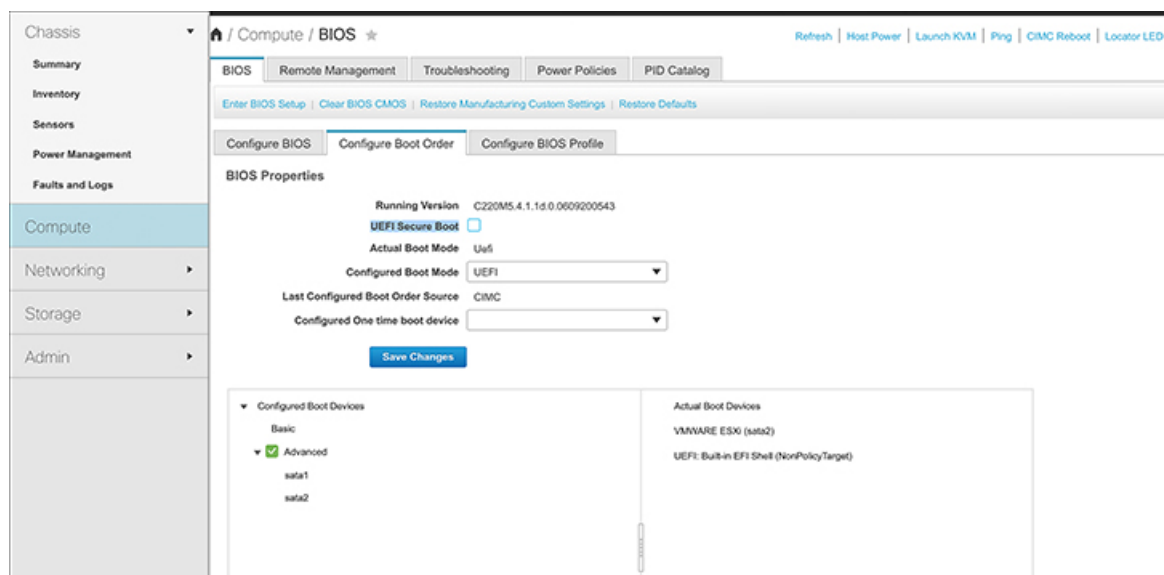 Chassis
/ Compute / BIOS
Refresh | Host Power | Launch KVM | Ping | CIMC Reboot | Locator LED
Summary
Inventory
Sensors
Power Management
Faults and Logs
Compute
Networking
Storage
Admin
BIOS Remote Management Troubleshooting Power Policies PID Catalog
Enter BIOS Setup | Clear BIOS CMOS | Restore Manufacturing Custom Settings | Restore Defaults
Configure BIOS Configure Boot Order Configure BIOS Profile
BIOS Properties
Running Version C220M5.4.1.1d.0.0609200543
UEFI Secure Boot
Actual Boot Mode Uefi
Configured Boot Mode UEFI
Last Configured Boot Order Source CIMC
Configured One time boot device
Save Changes
Configured Boot Devices
Basic
Advanced
sata1
sata2
Actual Boot Devices
VMWARE ESXi (sata2)
UEFI: Built-in EFI Shell (NonPolicyTarget)